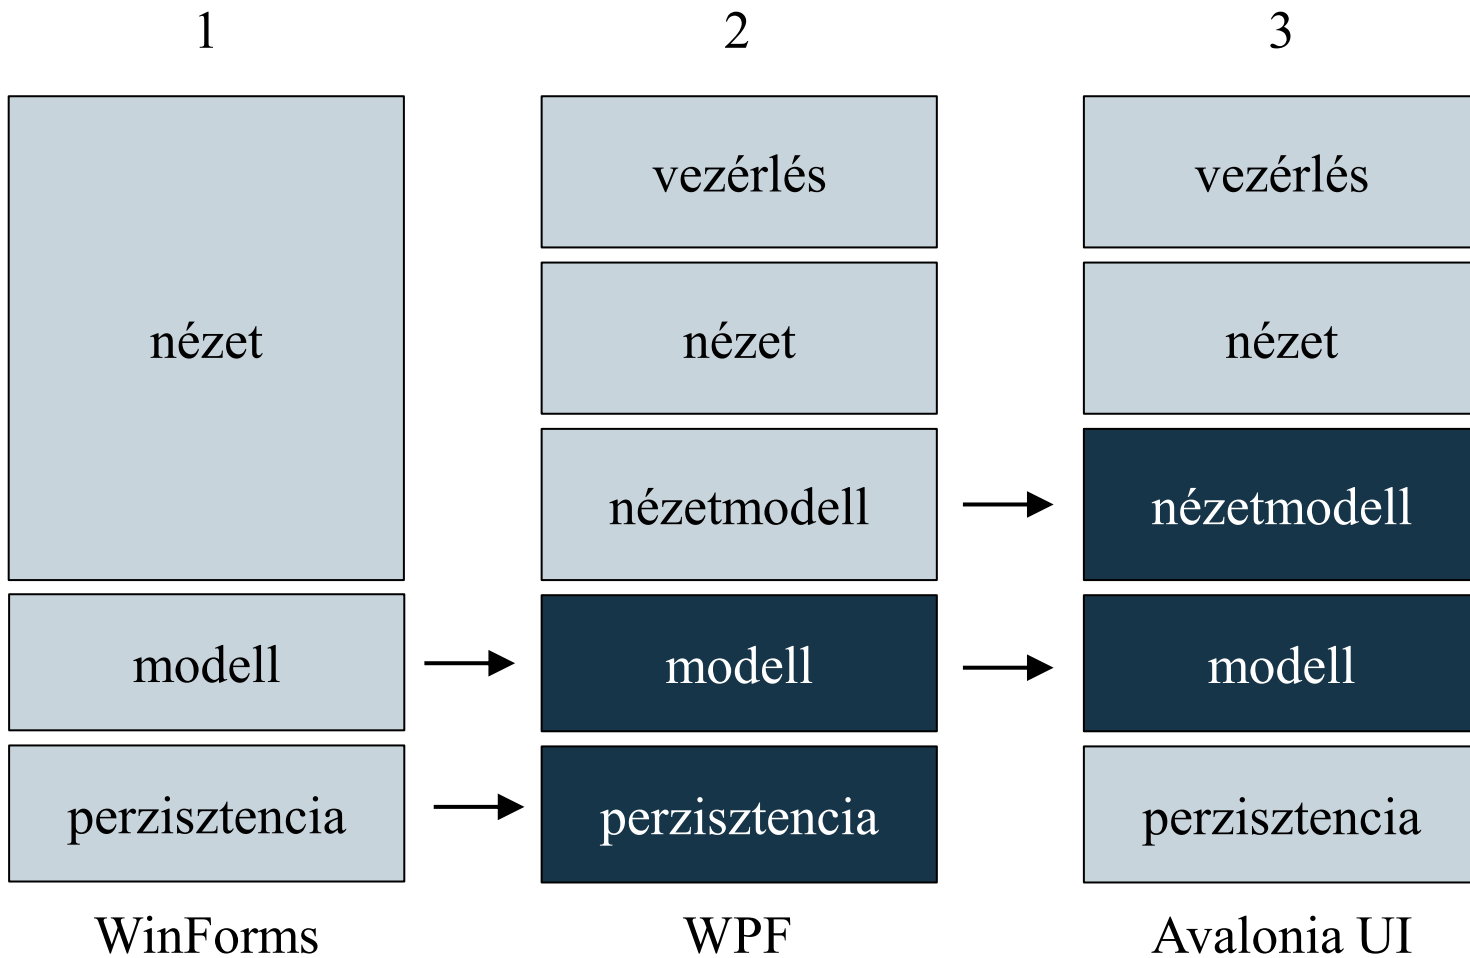 1
2
3
nézet
modell
perzisztencia
WinForms
vezérlés
nézet
nézetmodell
modell
perzisztencia
WPF
vezérlés
nézet
nézetmodell
modell
perzisztencia
Avalonia UI